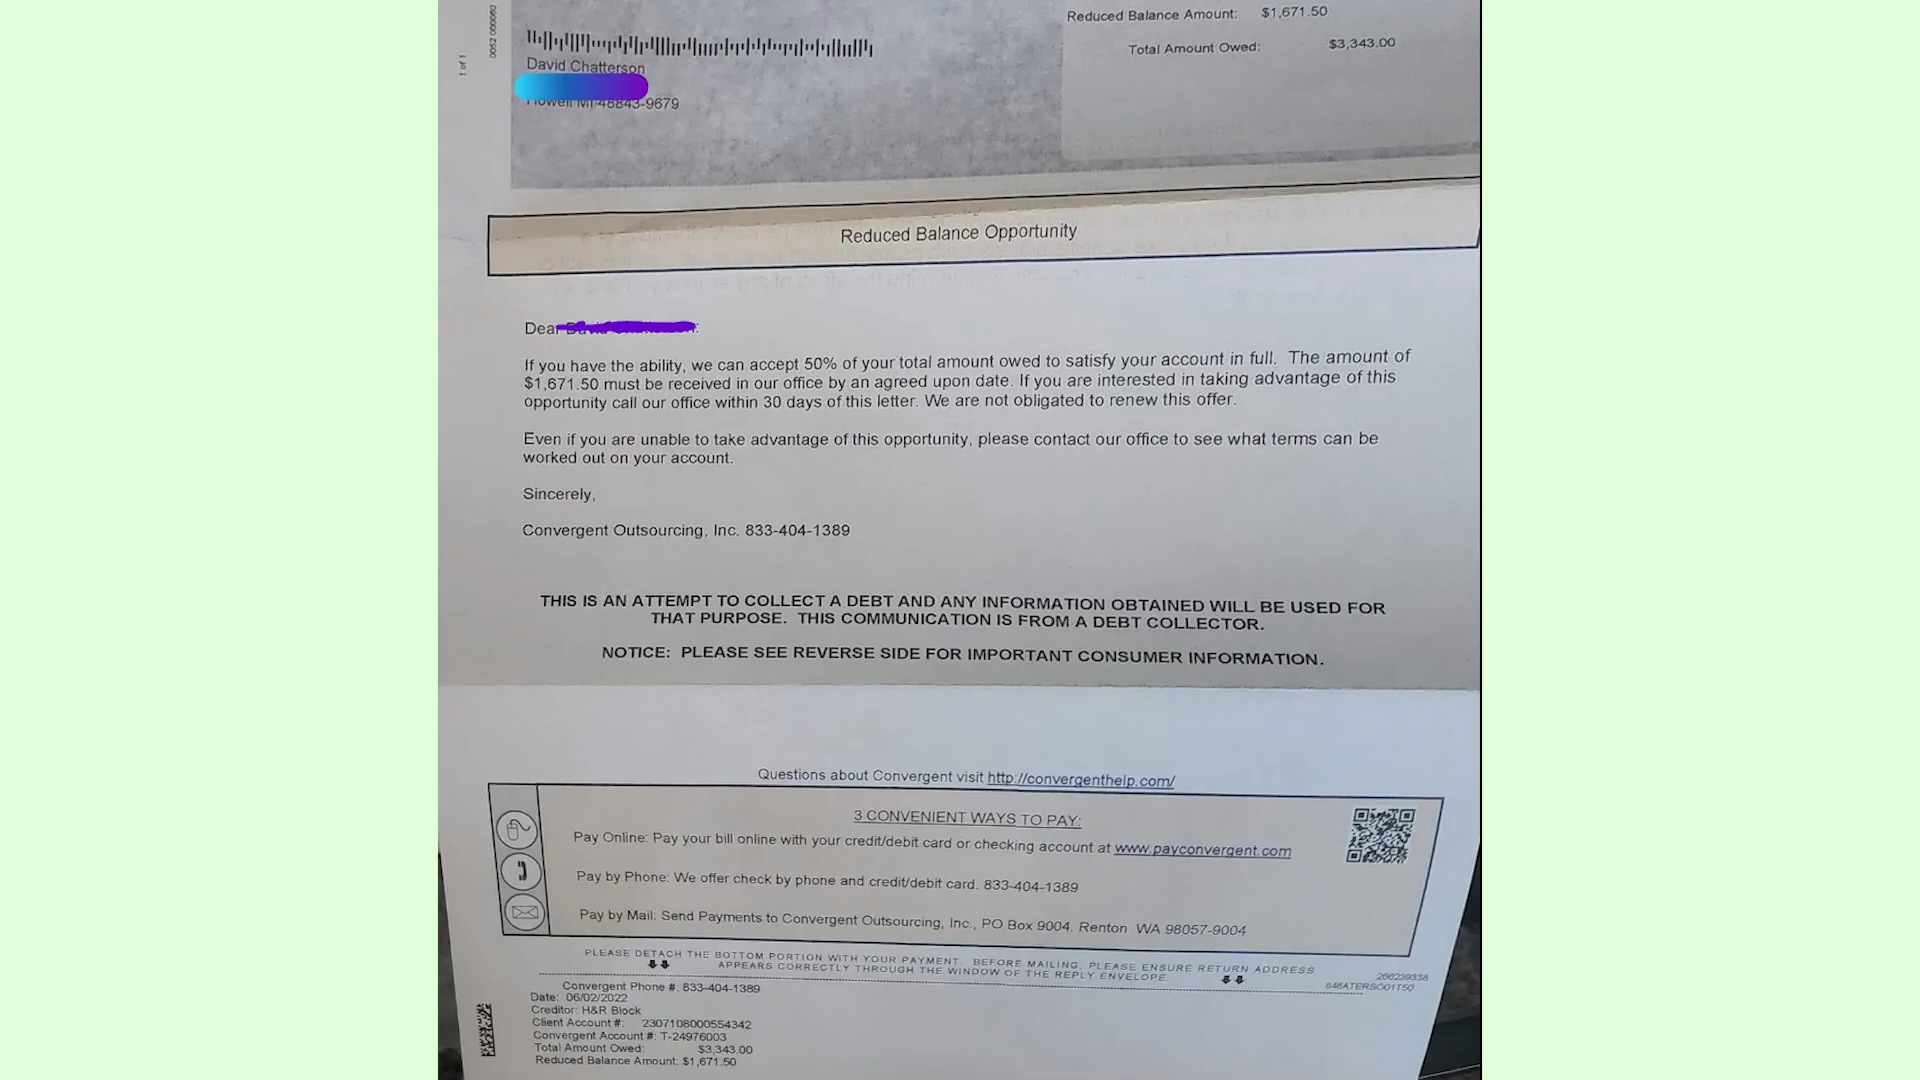 Reduced Balance Amount: $1,671.50
Total Amount Owed: $3,343.00
1 of 1
David Chatterson
Howell MI 48843-9679
Reduced Balance Opportunity
Dear
If you have the ability, we can accept 50% of your total amount owed to satisfy your account in full. The amount of
$1,671.50 must be received in our office by an agreed upon date. If you are interested in taking advantage of this
opportunity call our office within 30 days of this letter. We are not obligated to renew this offer.
Even if you are unable to take advantage of this opportunity, please contact our office to see what terms can be
worked out on your account.
Sincerely,
Convergent Outsourcing, Inc. 833-404-1389
THIS IS AN ATTEMPT TO COLLECT A DEBT AND ANY INFORMATION OBTAINED WILL BE USED FOR
THAT PURPOSE. THIS COMMUNICATION IS FROM A DEBT COLLECTOR.
NOTICE: PLEASE SEE REVERSE SIDE FOR IMPORTANT CONSUMER INFORMATION.
Questions about Convergent visit http://convergenthelp.com/
3 CONVENIENT WAYS TO PAY:
Pay Online: Pay your bill online with your credit/debit card or checking account at www.payconvergent.com
Pay by Phone: We offer check by phone and credit/debit card. 833-404-1389
Pay by Mail: Send Payments to Convergent Outsourcing, Inc., PO Box 9004. Renton WA 98057-9004
PLEASE DETACH THE BOTTOM PORTION WITH YOUR PAYMENT. BEFORE MAILING, PLEASE ENSURE RETURN ADDRESS
APPEARS CORRECTLY THROUGH THE WINDOW OF THE REPLY ENVELOPE.
Convergent Phone #: 833-404-1389
Date: 06/02/2022
Creditor: H&R Block
Client Account #: 2307108000554342
Convergent Account #: T-24976003
Total Amount Owed: $3,343.00
Reduced Balance Amount: $1,671.50